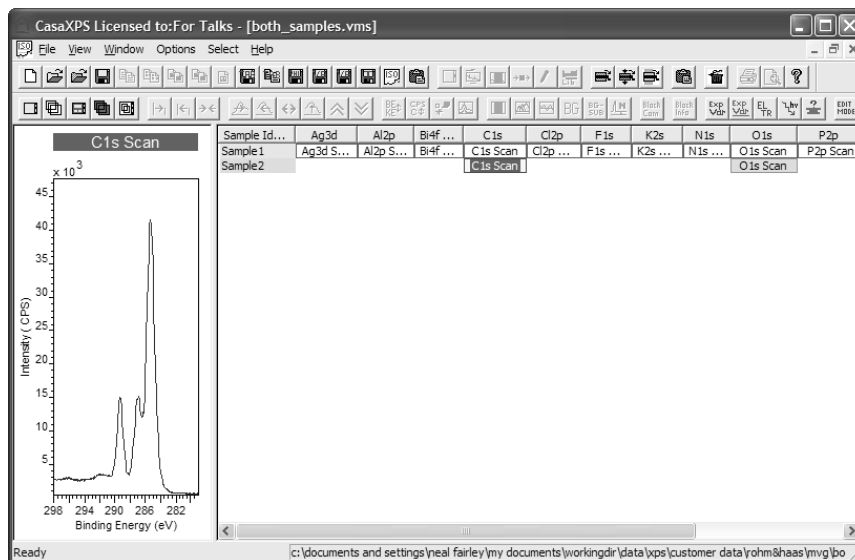 CasaXPS Licensed to:For Talks - [both_samples.vms]
File View Window Options Select Help
C1s Scan
x 10³
45
40
35
30
25
20
15
10
5
Intensity (CPS)
298 294 290 286 282
Binding Energy (eV)
Sample Id... Ag3d Al2p Bi4f ... C1s Cl2p F1s K2s N1s O1s P2p
Sample1 Ag3d S... Al2p S... Bi4f ... C1s Scan Cl2p ... F1s ... K2s ... N1s ... O1s Scan P2p Scan
Sample2 C1s Scan O1s Scan
Ready c:\documents and settings\neal fairley\my documents\workingdir\data\xps\customer data\rohm&haas\mvg\bo